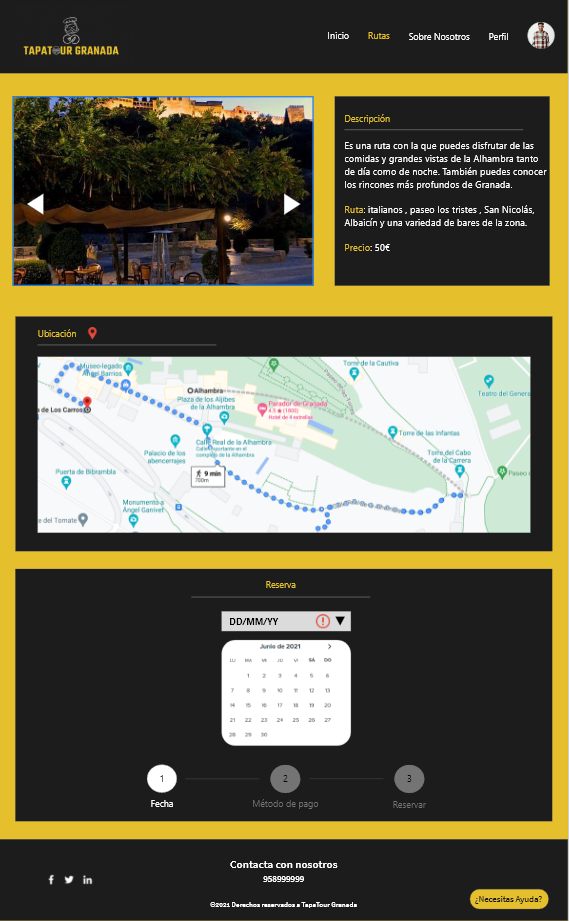 TAPATOUR GRANADA
Inicio
Rutas
Sobre Nosotros
Perfil
Descripción
Es una ruta con la que puedes disfrutar de las
comidas y grandes vistas de la Alhambra tanto
de día como de noche. También puedes conocer
los rincones más profundos de Granada.
Ruta: italianos , paseo los tristes , San Nicolás,
Albaicín y una variedad de bares de la zona.
Precio: 50€
Ubicación
Museo-legado
Ángel Barrios
de Los Carros
Alhambra
Plaza de los Aljibes
de la Alhambra
Parador de Granada
4,5 ★ (1000)
Hotel de 4 estrellas
Torre de la Cautiva
Teatro del Genera
Palacio de los
abencerrajes
Calle Real de la Alhambra
Calle importante en el
complejo de la Alhambra
Torre de las Infantas
Torre del Cabo
de la Carrera
Paseo
Puerta de Bibrambla
9 min
700m
Monumento a
Ángel Ganivet
e del Tomate
Reserva
DD/MM/YY
Junio de 2021 >
LU MA MI JU VI SA DO
1 2 3 4 5 6
7 8 9 10 11 12 13
14 15 16 17 18 19 20
21 22 23 24 25 26 27
28 29 30
1 2 3
Fecha Método de pago Reservar
Contacta con nosotros
958999999
©2021 Derechos reservados a TapaTour Granada
¿Necesitas Ayuda?